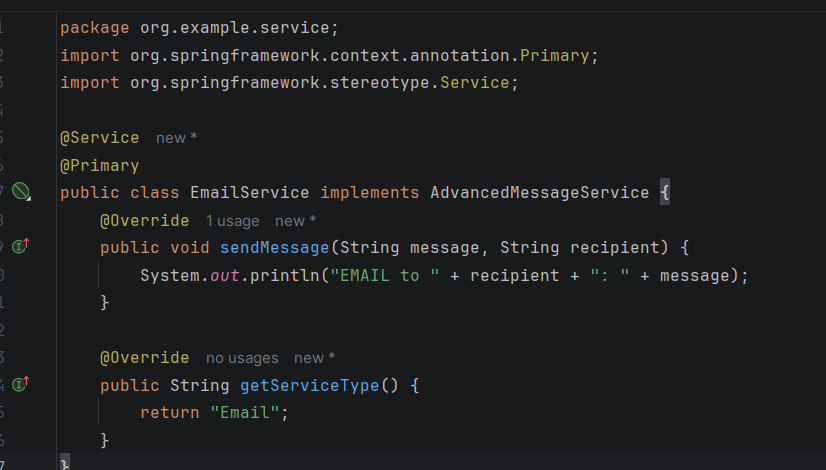 package org.example.service;
import org.springframework.context.annotation.Primary;
import org.springframework.stereotype.Service;
@Service new *
@Primary
public class EmailService implements AdvancedMessageService {
@Override 1 usage new *
public void sendMessage(String message, String recipient) {
System.out.println("EMAIL to " + recipient + ": " + message);
}
@Override no usages new *
public String getServiceType() {
return "Email";
}
}